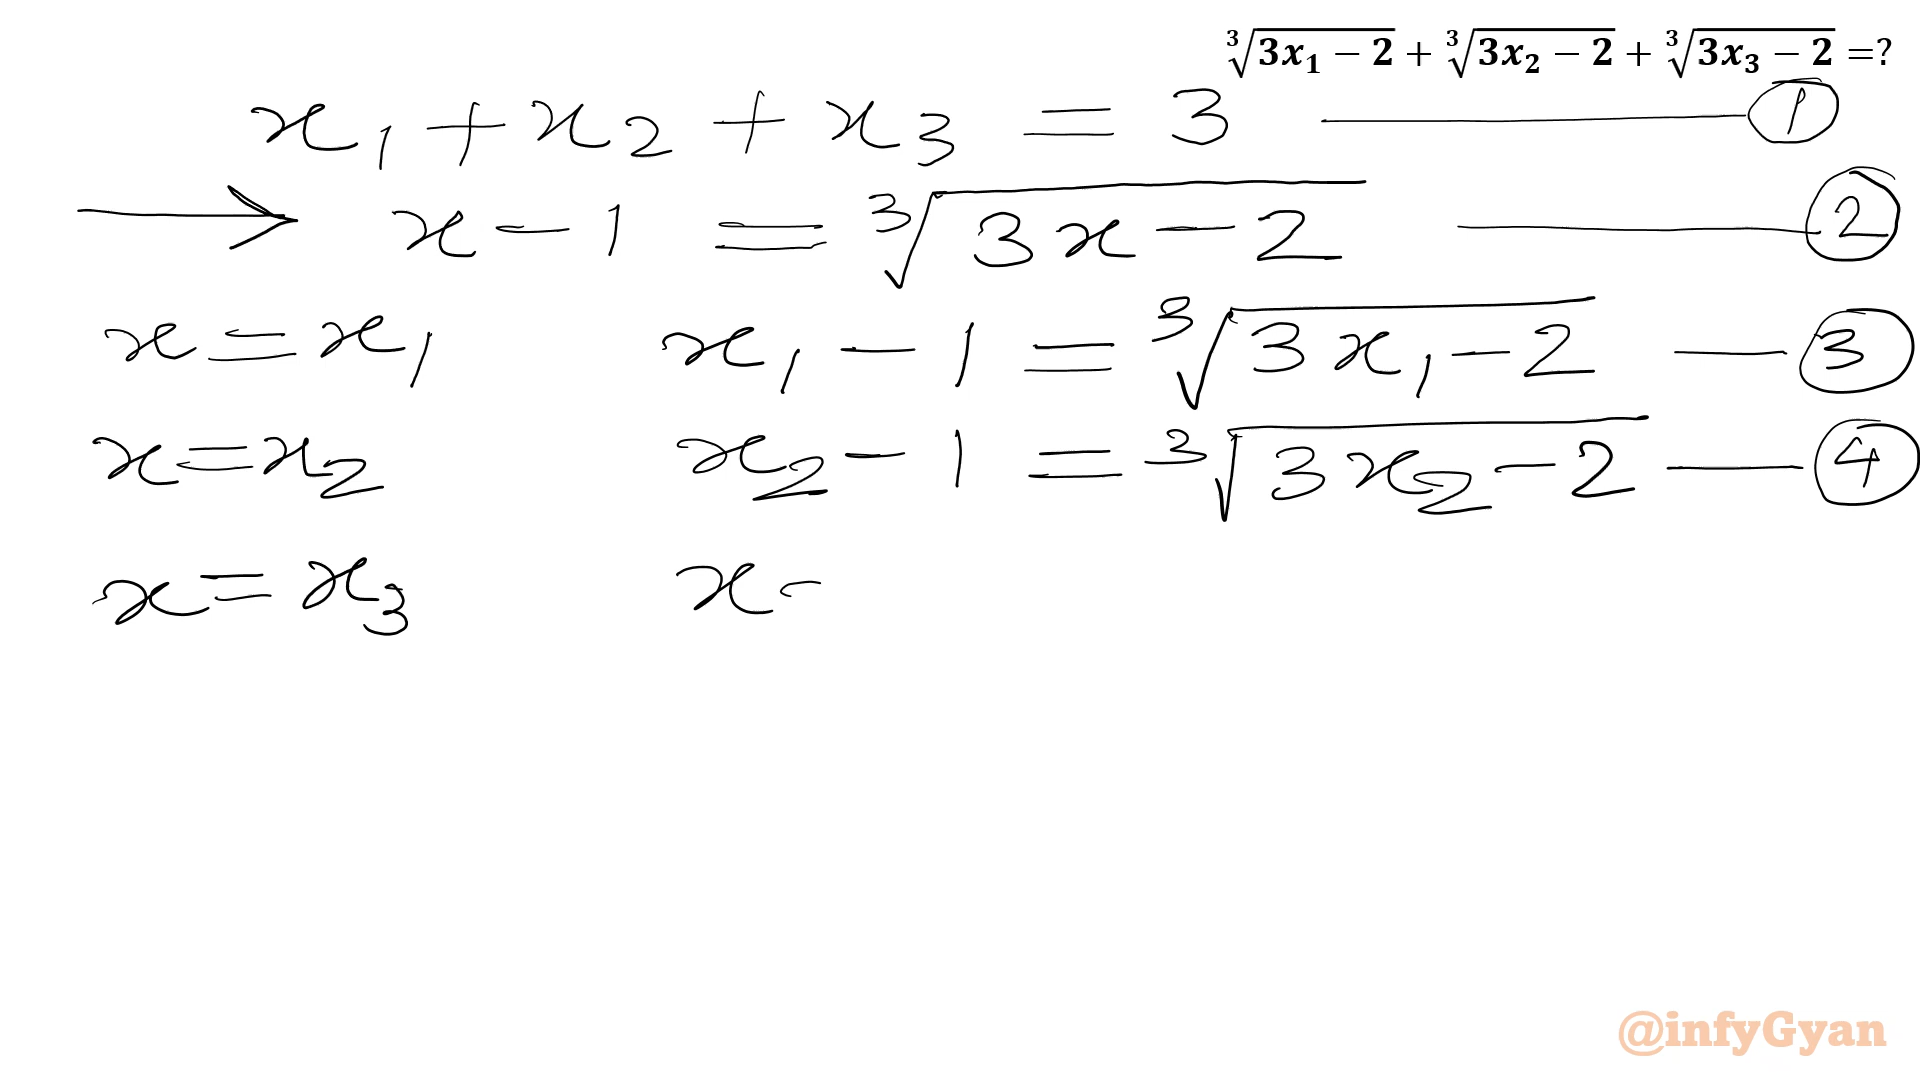 ∛(3x₁ − 2) + ∛(3x₂ − 2) + ∛(3x₃ − 2) =?
x₁ + x₂ + x₃ = 3 ——— ①
⟶ x − 1 = ∛(3x − 2) ——— ②
x = x₁ x₁ − 1 = ∛(3x₁ − 2) — ③
x = x₂ x₂ − 1 = ∛(3x₂ − 2) — ④
x = x₃ x
@infyGyan